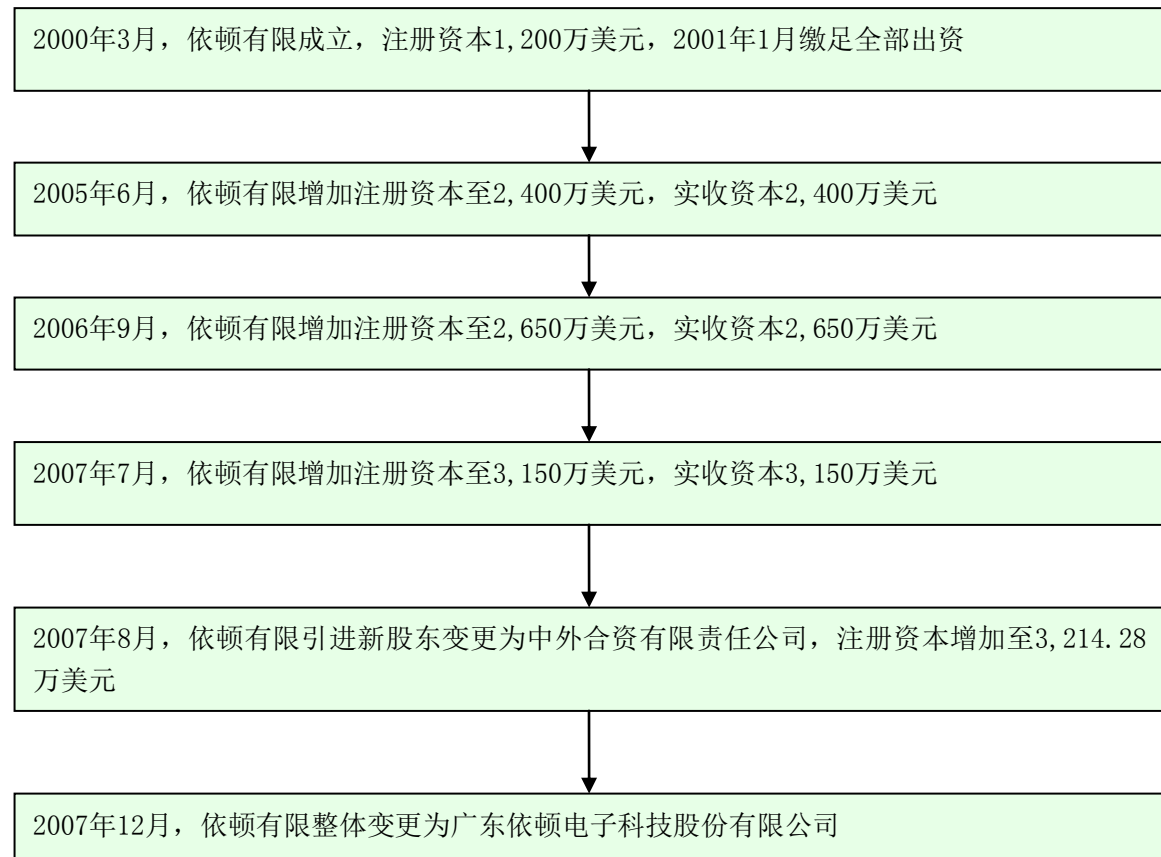 2000年3月，依顿有限成立，注册资本1,200万美元，2001年1月缴足全部出资
2005年6月，依顿有限增加注册资本至2,400万美元，实收资本2,400万美元
2006年9月，依顿有限增加注册资本至2,650万美元，实收资本2,650万美元
2007年7月，依顿有限增加注册资本至3,150万美元，实收资本3,150万美元
2007年8月，依顿有限引进新股东变更为中外合资有限责任公司，注册资本增加至3,214.28
万美元
2007年12月，依顿有限整体变更为广东依顿电子科技股份有限公司